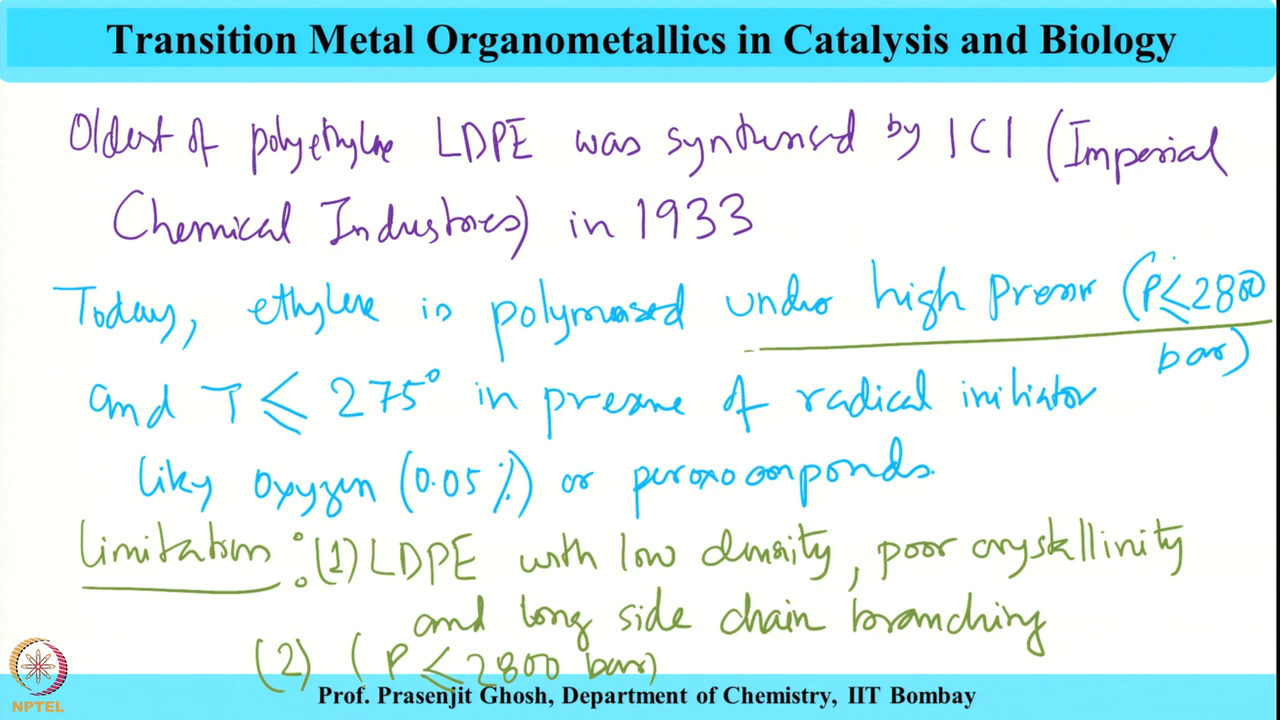 Transition Metal Organometallics in Catalysis and Biology
Oldest of polyethylene LDPE was synthesised by ICI (Imperial
Chemical Industries) in 1933
Today, ethylene is polymerised under high pressure (P ≤ 2800
bar)
and T ≤ 275° in presence of radical initiator
like oxygen (0.05 %) or peroxocompounds.
Limitations : (1) LDPE with low density, poor crystallinity
and long side chain branching
(2) ( P ≤ 2800 bar)
Prof. Prasenjit Ghosh, Department of Chemistry, IIT Bombay
NPTEL